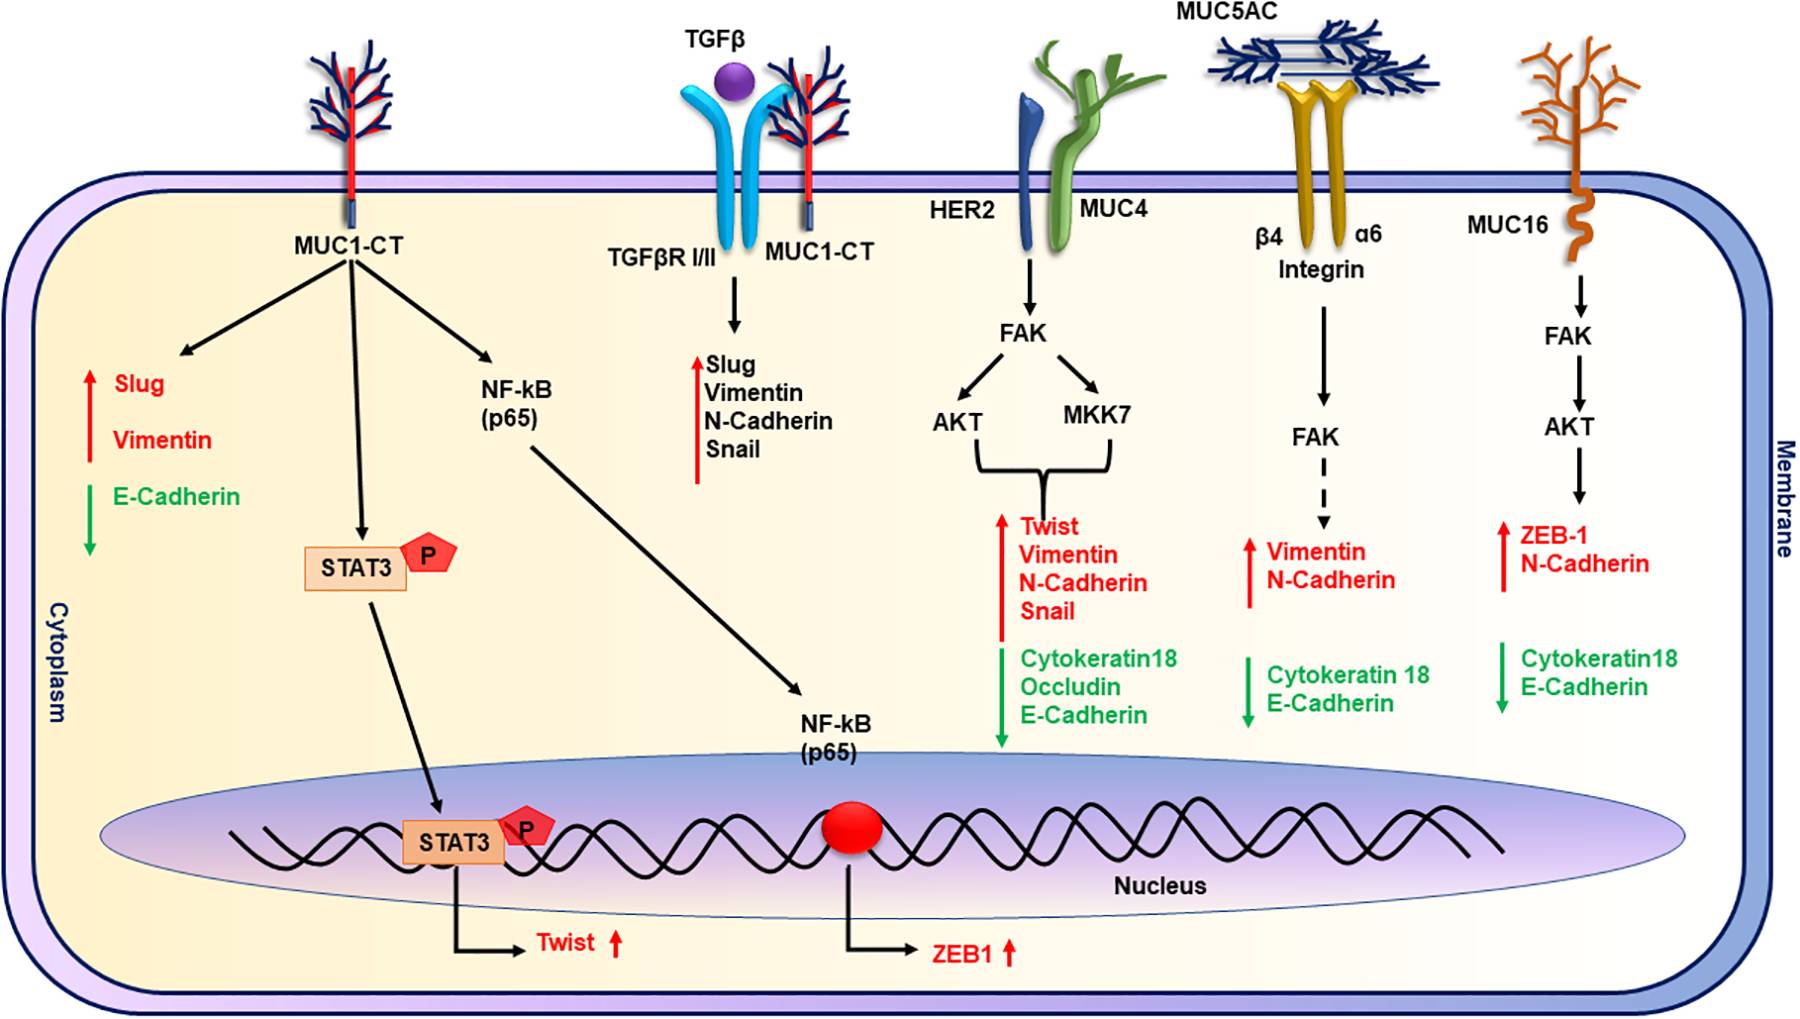 MUC5AC
TGFβ
HER2
MUC4
MUC16
MUC1-CT
TGFβR I/II
MUC1-CT
β4
α6
Integrin
Slug
Vimentin
E-Cadherin
NF-kB
(p65)
STAT3
P
Slug
Vimentin
N-Cadherin
Snail
FAK
AKT
MKK7
Twist
Vimentin
N-Cadherin
Snail
Cytokeratin18
Occludin
E-Cadherin
FAK
Vimentin
N-Cadherin
Cytokeratin 18
E-Cadherin
FAK
AKT
ZEB-1
N-Cadherin
Cytokeratin18
E-Cadherin
Membrane
Cytoplasm
NF-kB
(p65)
STAT3
P
Nucleus
Twist
ZEB1